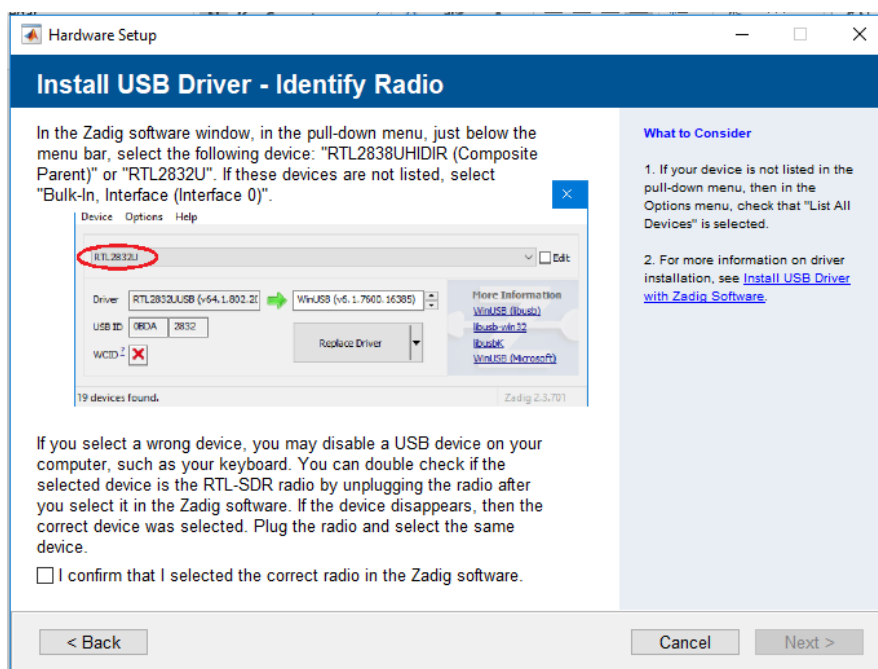 Hardware Setup
Install USB Driver - Identify Radio
In the Zadig software window, in the pull-down menu, just below the
menu bar, select the following device: "RTL2838UHIDIR (Composite
Parent)" or "RTL2832U". If these devices are not listed, select
"Bulk-In, Interface (Interface 0)".
Device Options Help
RTL2832U
Edit
Driver RTL2832UUSB (v64.1.802.20 WinUSB (v6.1.7600.16385)
USB ID 0BDA 2832
WCID ?
Replace Driver
More Information
WinUSB (libusb)
libusb-win32
libusbK
WinUSB (Microsoft)
19 devices found.
Zadig 2.3.701
If you select a wrong device, you may disable a USB device on your
computer, such as your keyboard. You can double check if the
selected device is the RTL-SDR radio by unplugging the radio after
you select it in the Zadig software. If the device disappears, then the
correct device was selected. Plug the radio and select the same
device.
I confirm that I selected the correct radio in the Zadig software.
What to Consider
1. If your device is not listed in the
pull-down menu, then in the
Options menu, check that "List All
Devices" is selected.
2. For more information on driver
installation, see Install USB Driver
with Zadig Software.
< Back
Cancel
Next >